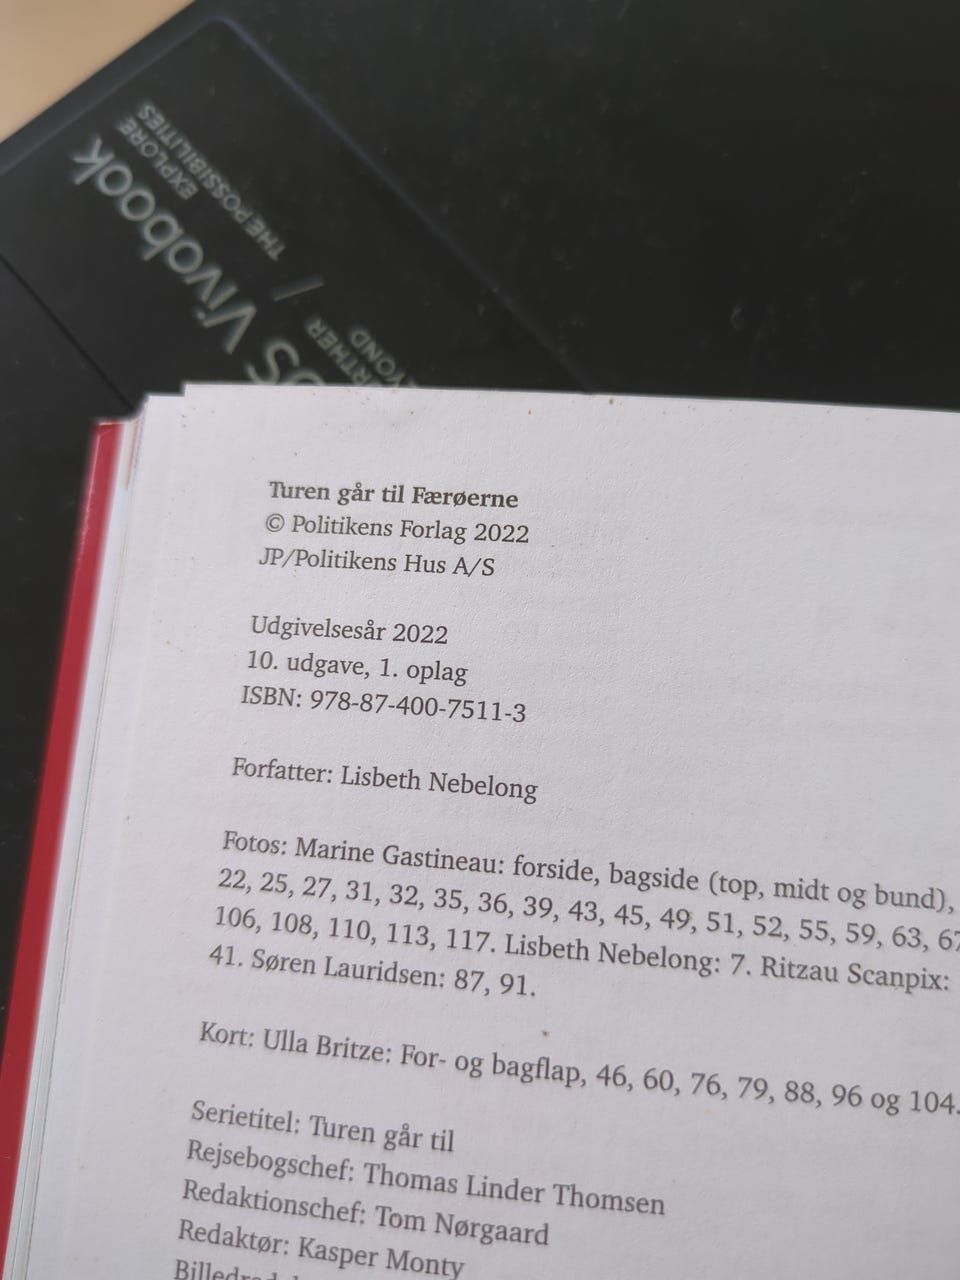 Vivobook
EXPLORE
THE POSSIBILITIES
/
Turen går til Færøerne
© Politikens Forlag 2022
JP/Politikens Hus A/S
Udgivelsesår 2022
10. udgave, 1. oplag
ISBN: 978-87-400-7511-3
Forfatter: Lisbeth Nebelong
Fotos: Marine Gastineau: forside, bagside (top, midt og bund),
22, 25, 27, 31, 32, 35, 36, 39, 43, 45, 49, 51, 52, 55, 59, 63,
106, 108, 110, 113, 117. Lisbeth Nebelong: 7. Ritzau Scanpix:
41. Søren Lauridsen: 87, 91.
Kort: Ulla Britze: For- og bagflap, 46, 60, 76, 79, 88, 96 og 104.
Serietitel: Turen går til
Rejsebogschef: Thomas Linder Thomsen
Redaktionschef: Tom Nørgaard
Redaktør: Kasper Monty